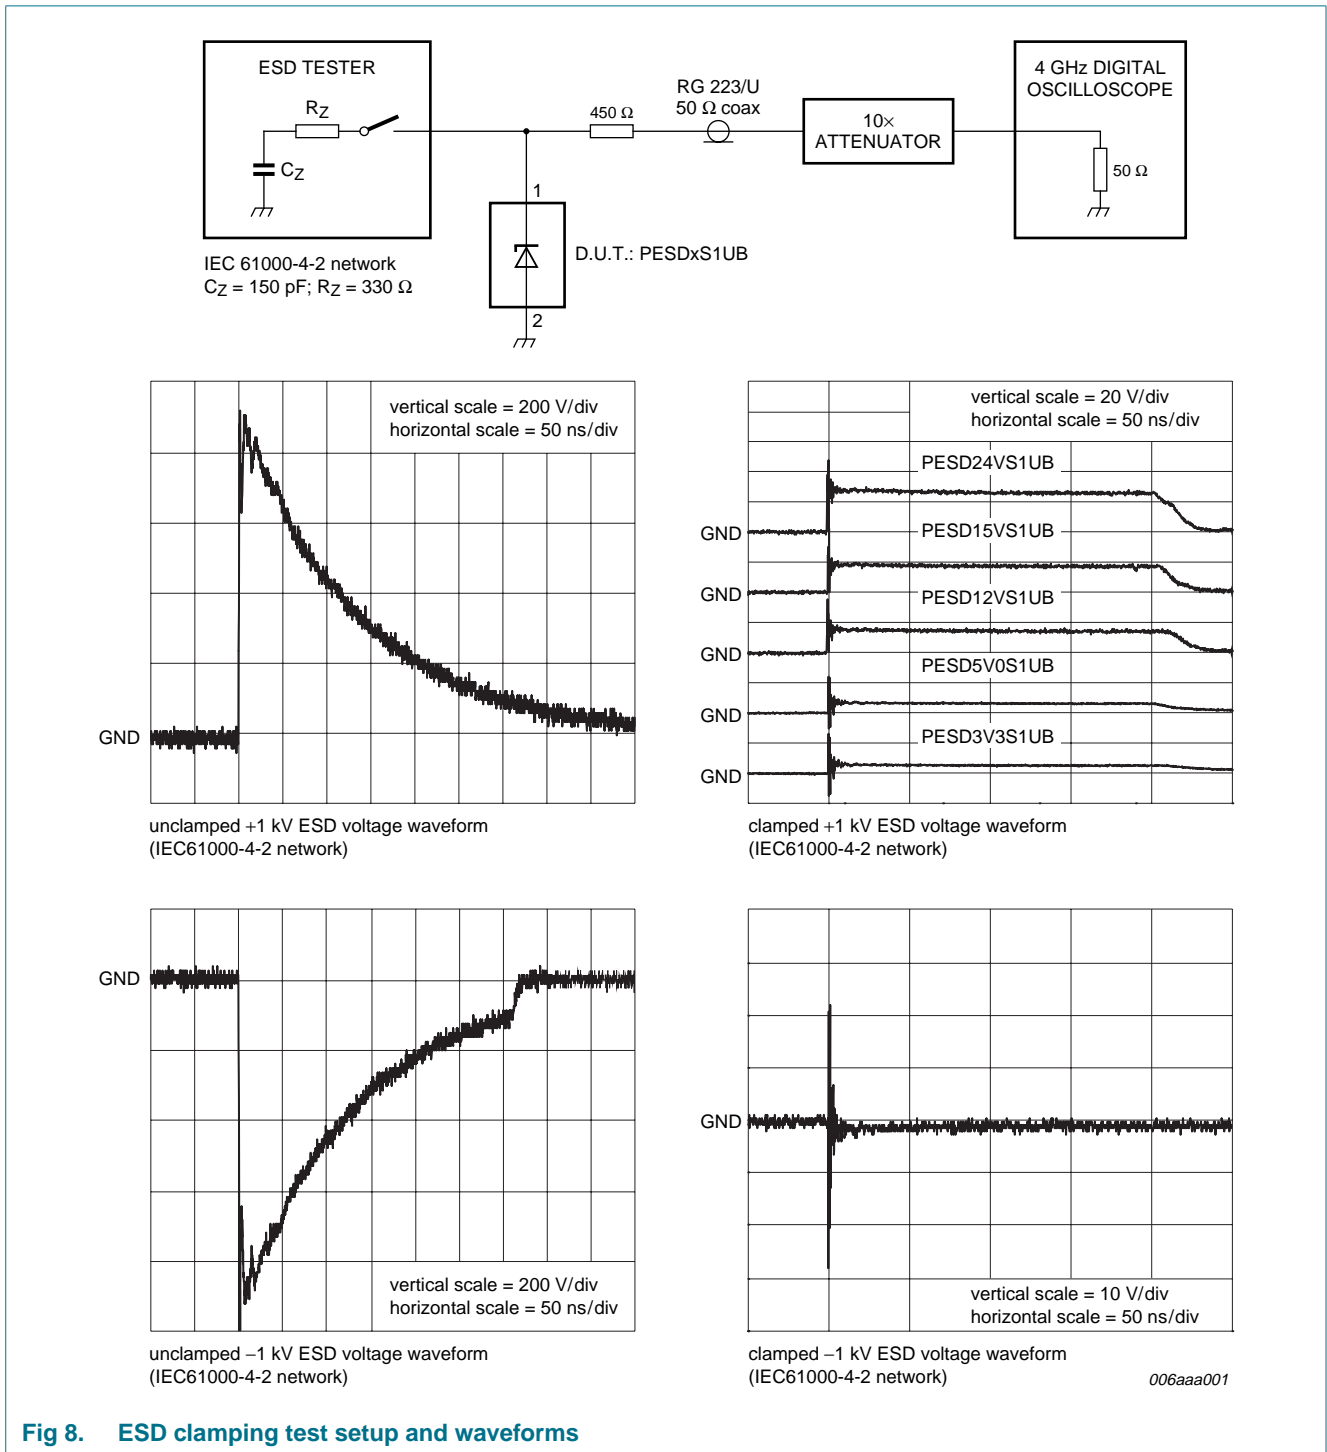 ESD TESTER
RZ
CZ
IEC 61000-4-2 network
CZ = 150 pF; RZ = 330 Ω
450 Ω
RG 223/U
50 Ω coax
10×
ATTENUATOR
4 GHz DIGITAL
OSCILLOSCOPE
50 Ω
1
D.U.T.: PESDxS1UB
2
vertical scale = 200 V/div
horizontal scale = 50 ns/div
GND
unclamped +1 kV ESD voltage waveform
(IEC61000-4-2 network)
vertical scale = 20 V/div
horizontal scale = 50 ns/div
PESD24VS1UB
GND
PESD15VS1UB
GND
PESD12VS1UB
GND
PESD5V0S1UB
GND
PESD3V3S1UB
GND
clamped +1 kV ESD voltage waveform
(IEC61000-4-2 network)
GND
vertical scale = 200 V/div
horizontal scale = 50 ns/div
unclamped −1 kV ESD voltage waveform
(IEC61000-4-2 network)
GND
vertical scale = 10 V/div
horizontal scale = 50 ns/div
clamped −1 kV ESD voltage waveform
(IEC61000-4-2 network)
006aaa001
Fig 8. ESD clamping test setup and waveforms